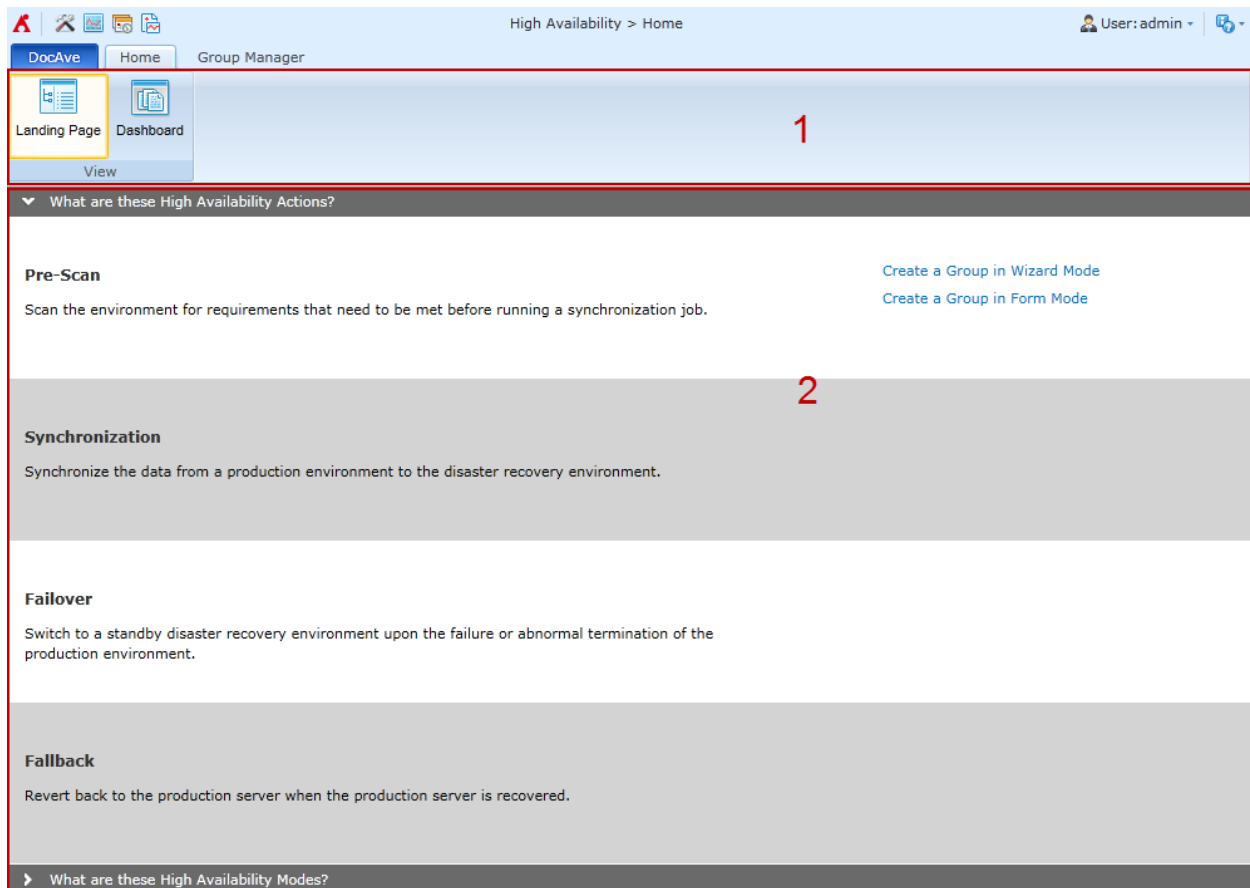 High Availability > Home
User: admin
DocAve
Home
Group Manager
Landing Page
Dashboard
View
1
What are these High Availability Actions?
Pre-Scan
Scan the environment for requirements that need to be met before running a synchronization job.
Create a Group in Wizard Mode
Create a Group in Form Mode
2
Synchronization
Synchronize the data from a production environment to the disaster recovery environment.
Failover
Switch to a standby disaster recovery environment upon the failure or abnormal termination of the
production environment.
Fallback
Revert back to the production server when the production server is recovered.
What are these High Availability Modes?